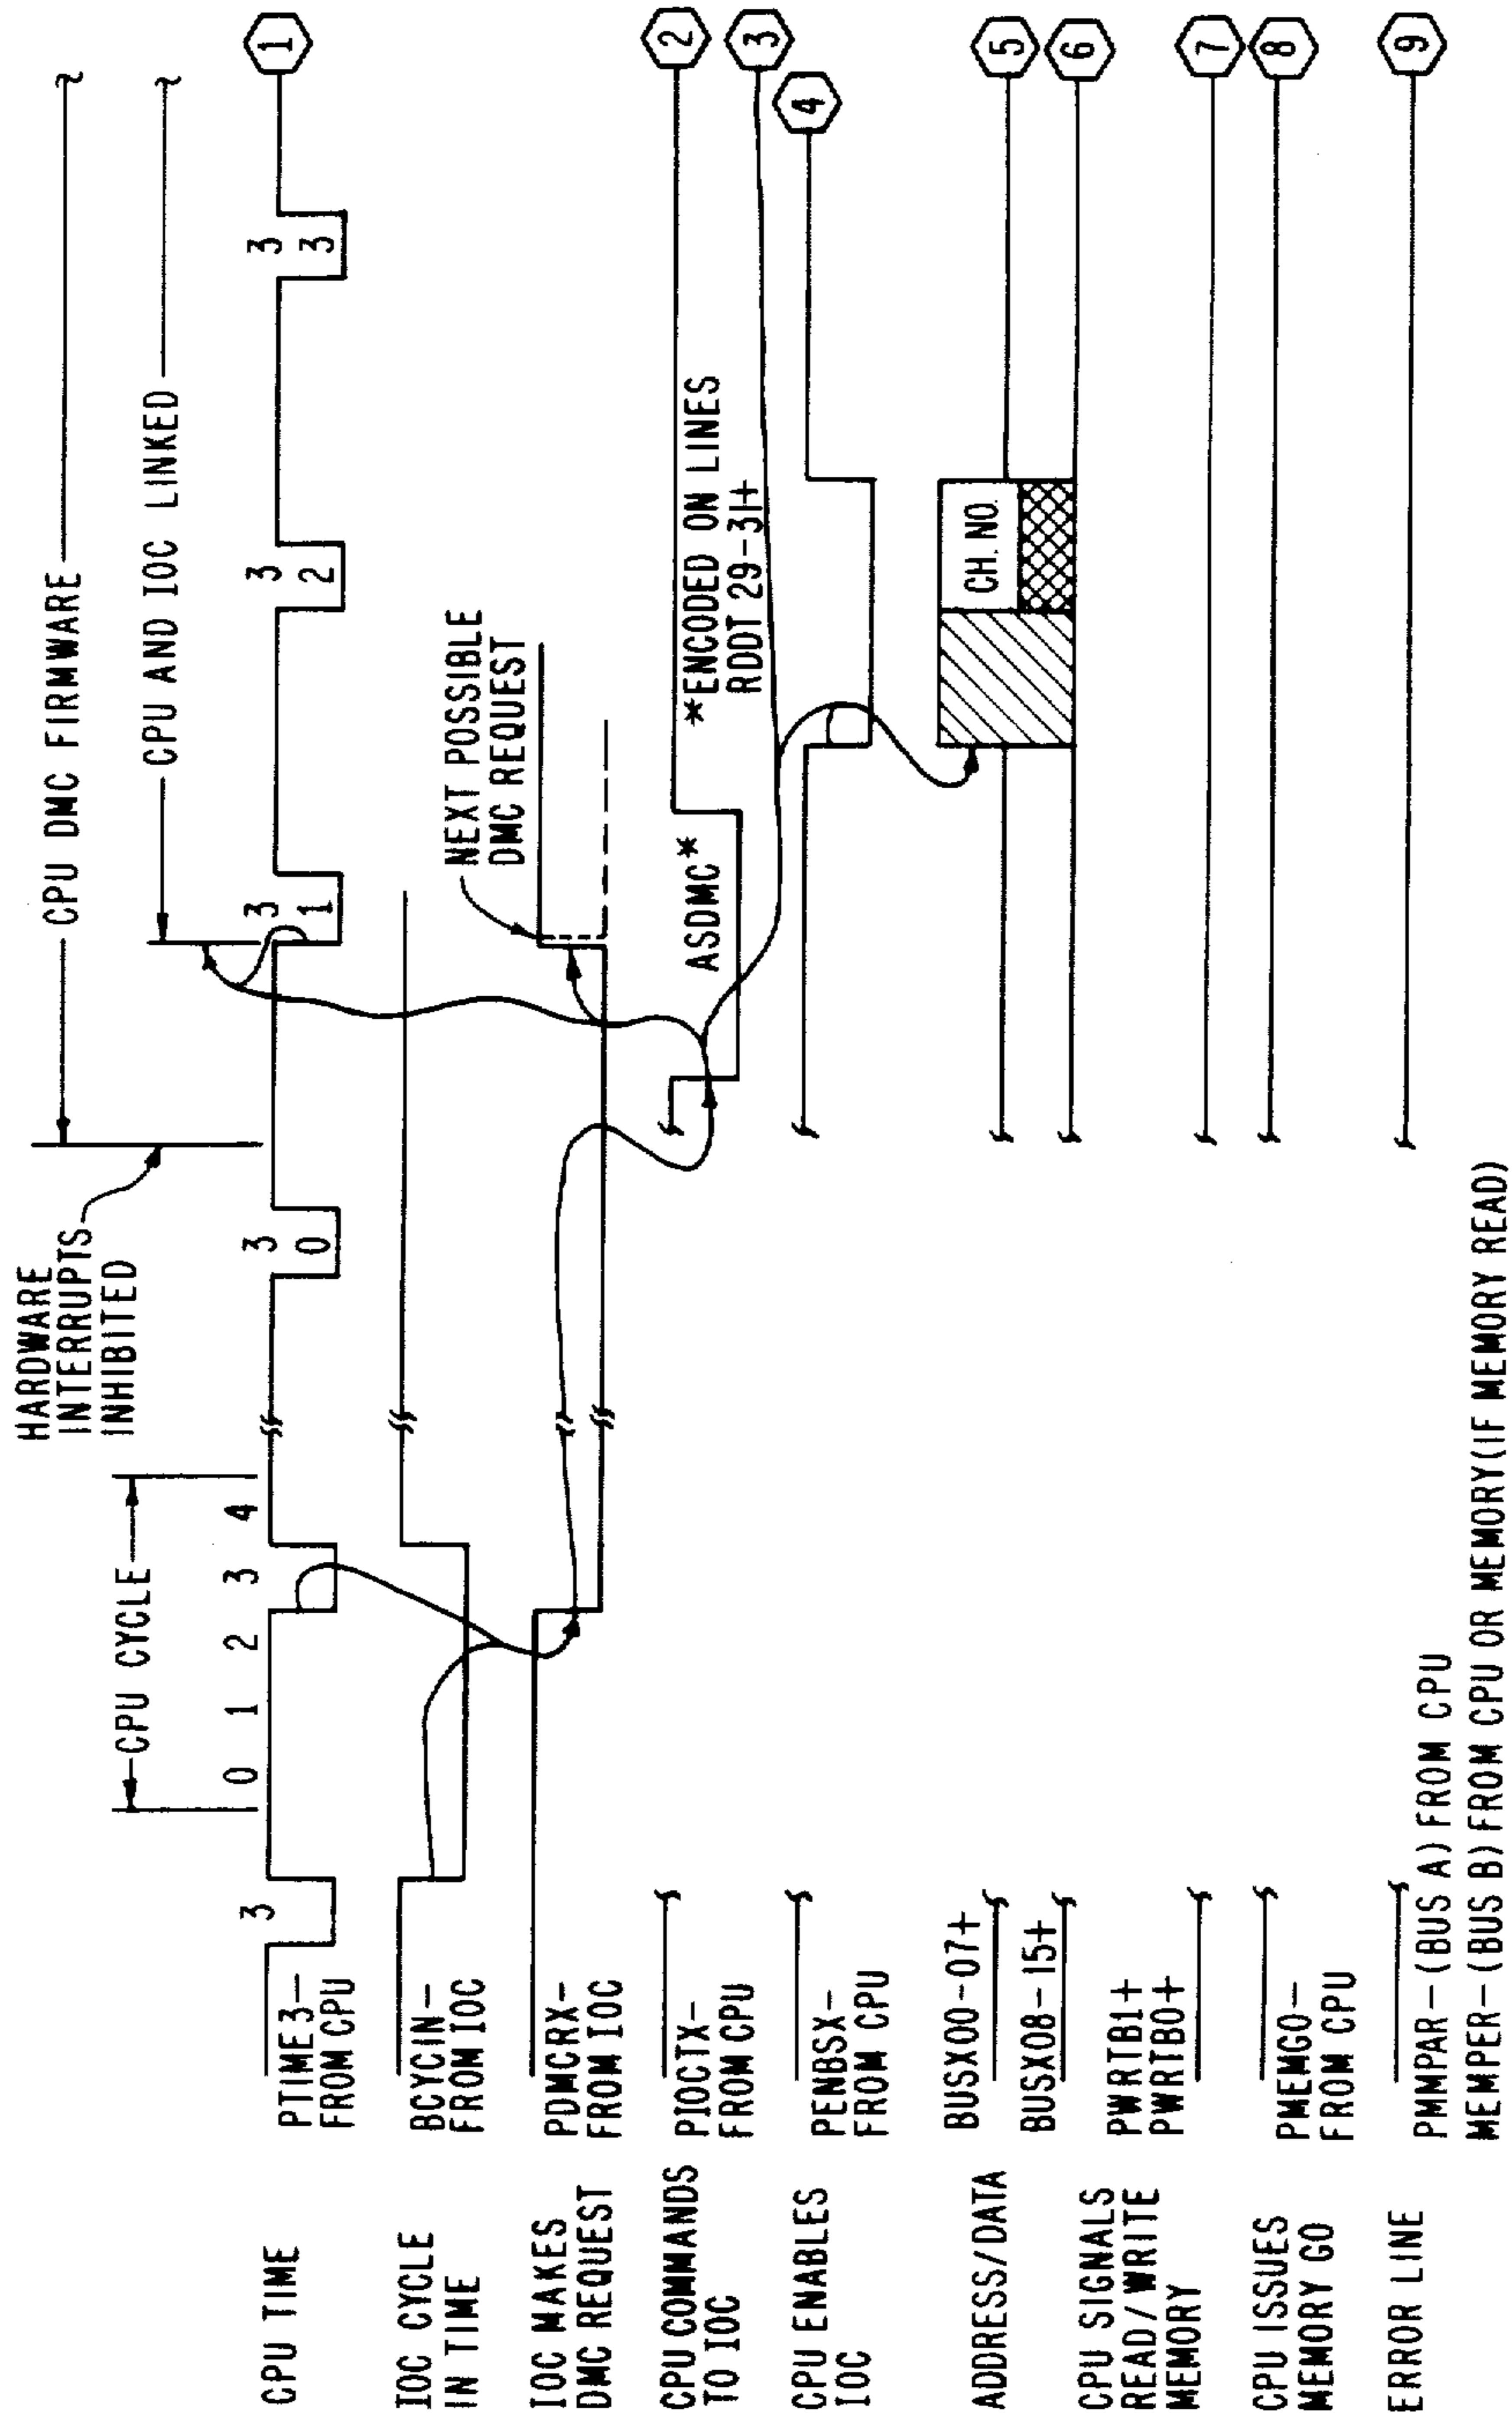 HARDWARE
INTERRUPTS
INHIBITED
CPU DMC FIRMWARE
CPU CYCLE
CPU AND IOC LINKED
CPU TIME
PTIME3-
FROM CPU
3
0 1 2 3 4
3
0
3
1
3
2
3
3
1
IOC CYCLE
IN TIME
BCYCIN-
FROM IOC
NEXT POSSIBLE
DMC REQUEST
IOC MAKES
DMC REQUEST
PDMCRX-
FROM IOC
CPU COMMANDS
TO IOC
PIOCTX-
FROM CPU
ASDMC*
*ENCODED ON LINES
RDDT 29-31+
2
3
CPU ENABLES
IOC
PENBSX-
FROM CPU
4
ADDRESS/DATA
BUSX00-07+
BUSX08-15+
CH. NO.
5
6
CPU SIGNALS
READ/WRITE
MEMORY
PWRTB1+
PWRTB0+
7
CPU ISSUES
MEMORY GO
PMEMGO-
FROM CPU
8
ERROR LINE
9
PMMPAR-(BUS A) FROM CPU
MEMPER-(BUS B) FROM CPU OR MEMORY(IF MEMORY READ)